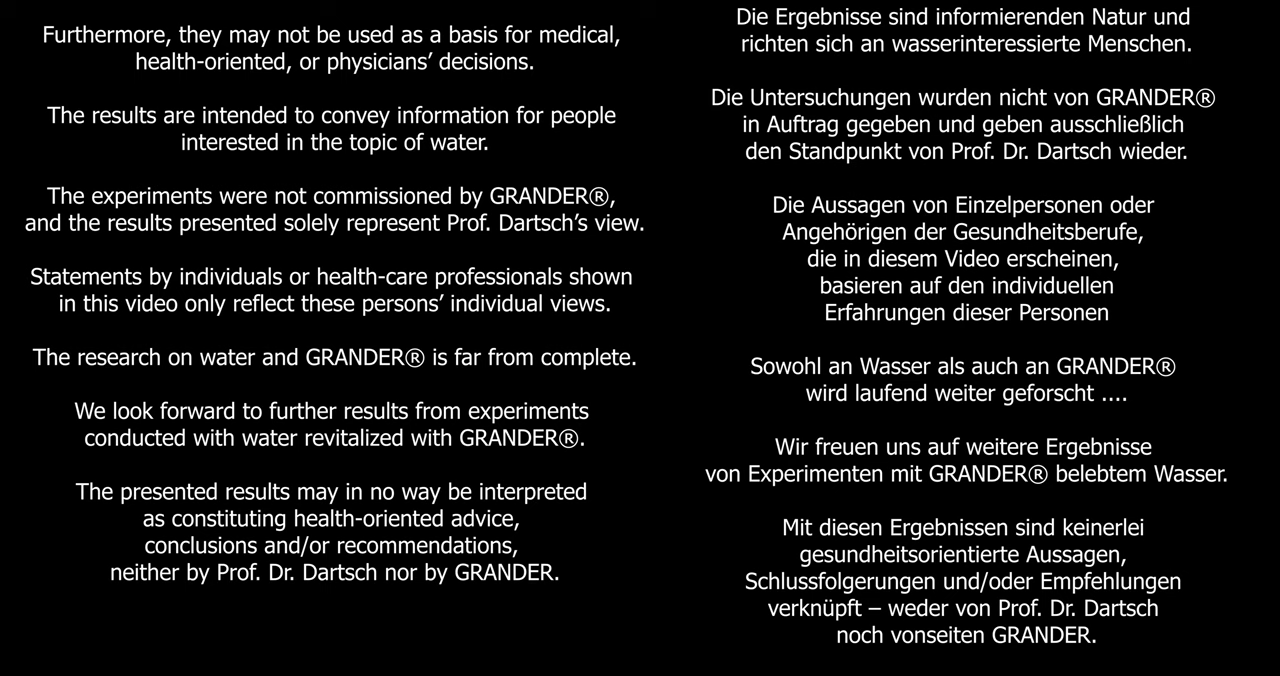 Furthermore, they may not be used as a basis for medical,
health-oriented, or physicians’ decisions.
The results are intended to convey information for people
interested in the topic of water.
The experiments were not commissioned by GRANDER®,
and the results presented solely represent Prof. Dartsch’s view.
Statements by individuals or health-care professionals shown
in this video only reflect these persons’ individual views.
The research on water and GRANDER® is far from complete.
We look forward to further results from experiments
conducted with water revitalized with GRANDER®.
The presented results may in no way be interpreted
as constituting health-oriented advice,
conclusions and/or recommendations,
neither by Prof. Dr. Dartsch nor by GRANDER.
Die Ergebnisse sind informierenden Natur und
richten sich an wasserinteressierte Menschen.
Die Untersuchungen wurden nicht von GRANDER®
in Auftrag gegeben und geben ausschließlich
den Standpunkt von Prof. Dr. Dartsch wieder.
Die Aussagen von Einzelpersonen oder
Angehörigen der Gesundheitsberufe,
die in diesem Video erscheinen,
basieren auf den individuellen
Erfahrungen dieser Personen
Sowohl an Wasser als auch an GRANDER®
wird laufend weiter geforscht ....
Wir freuen uns auf weitere Ergebnisse
von Experimenten mit GRANDER® belebtem Wasser.
Mit diesen Ergebnissen sind keinerlei
gesundheitsorientierte Aussagen,
Schlussfolgerungen und/oder Empfehlungen
verknüpft – weder von Prof. Dr. Dartsch
noch vonseiten GRANDER.